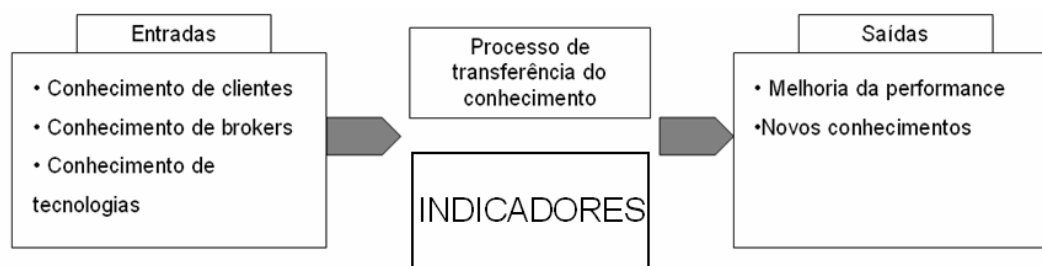 Entradas
• Conhecimento de clientes
• Conhecimento de brokers
• Conhecimento de
tecnologias
Processo de
transferência do
conhecimento
INDICADORES
Saídas
• Melhoria da performance
•Novos conhecimentos